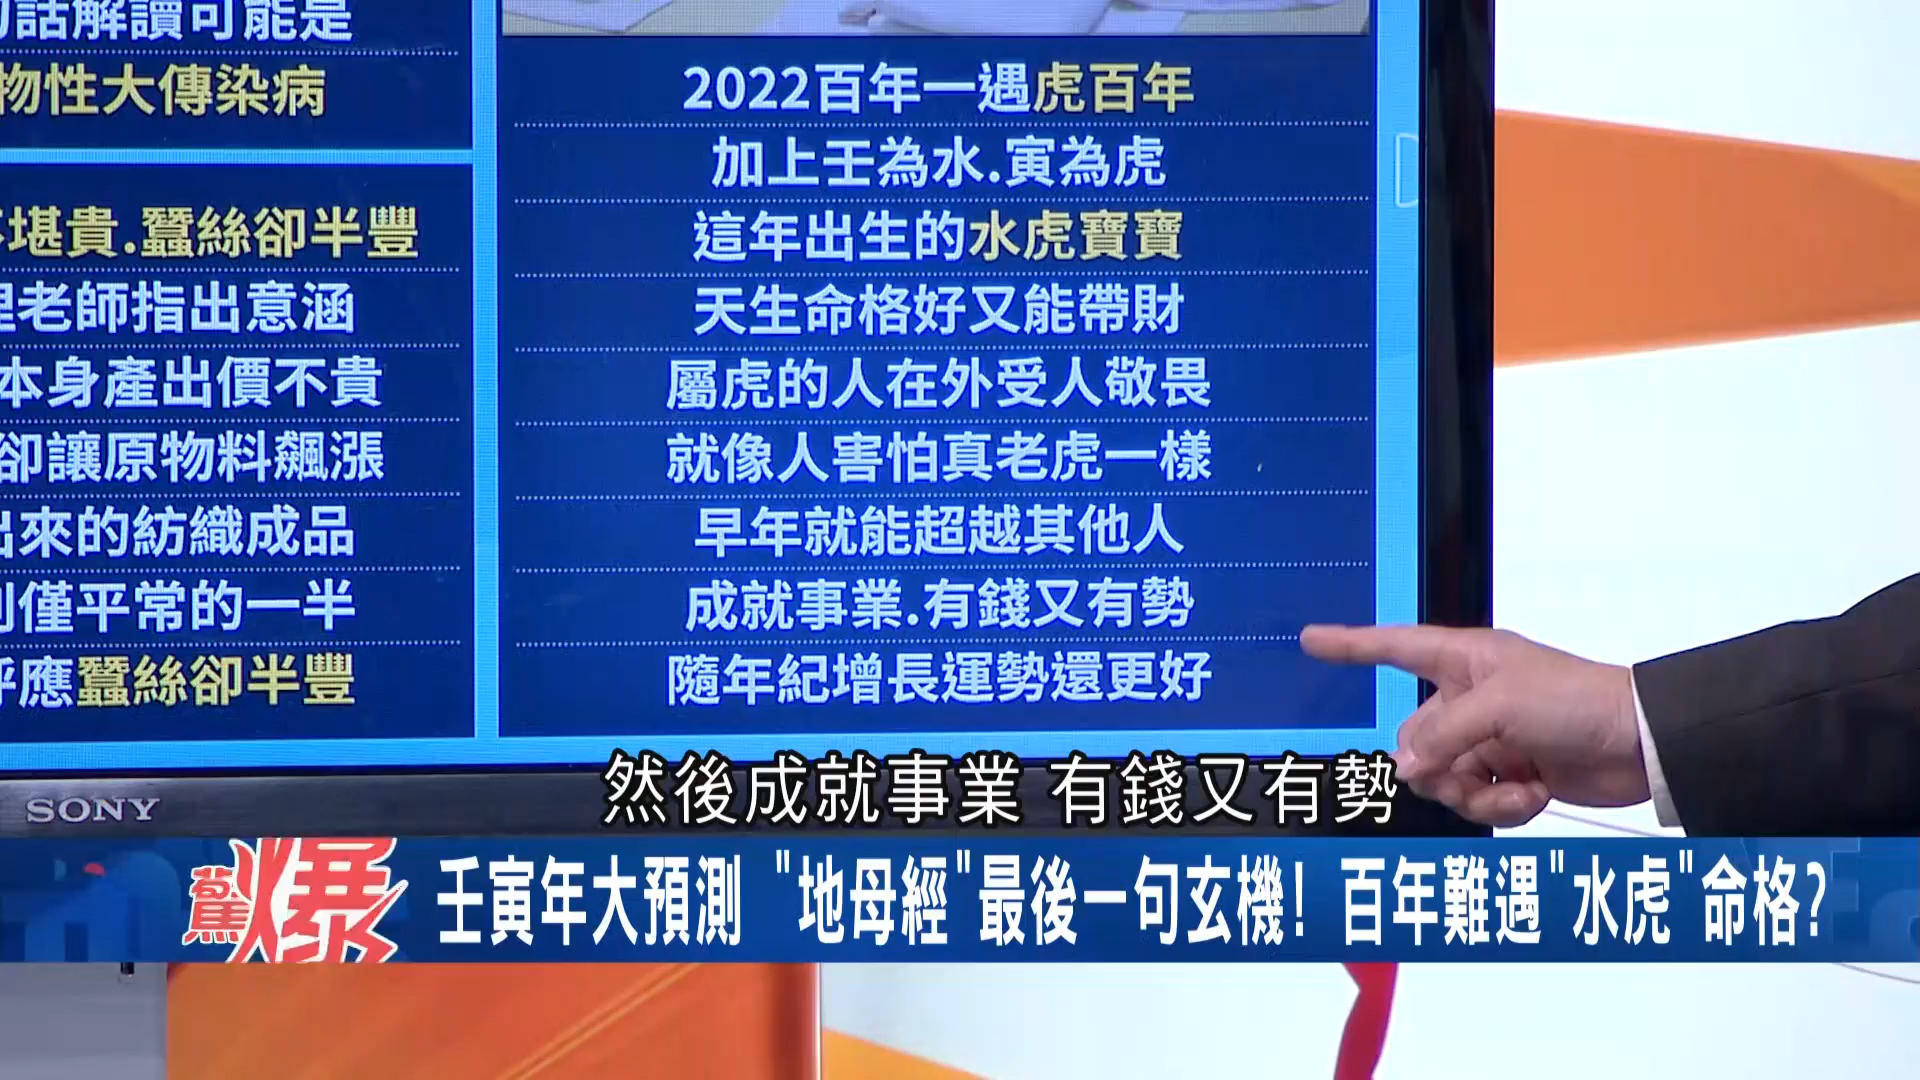 話解讀可能是
物性大傳染病
堪貴.蠶絲卻半豐
老師指出意涵
本身產出價不貴
卻讓原物料飆漲
出來的紡織成品
僅平常的一半
呼應蠶絲卻半豐
2022百年一遇虎百年
加上壬為水.寅為虎
這年出生的水虎寶寶
天生命格好又能帶財
屬虎的人在外受人敬畏
就像人害怕真老虎一樣
早年就能超越其他人
成就事業.有錢又有勢
隨年紀增長運勢還更好
SONY
然後成就事業 有錢又有勢
驚爆
壬寅年大預測 "地母經"最後一句玄機! 百年難遇"水虎"命格?